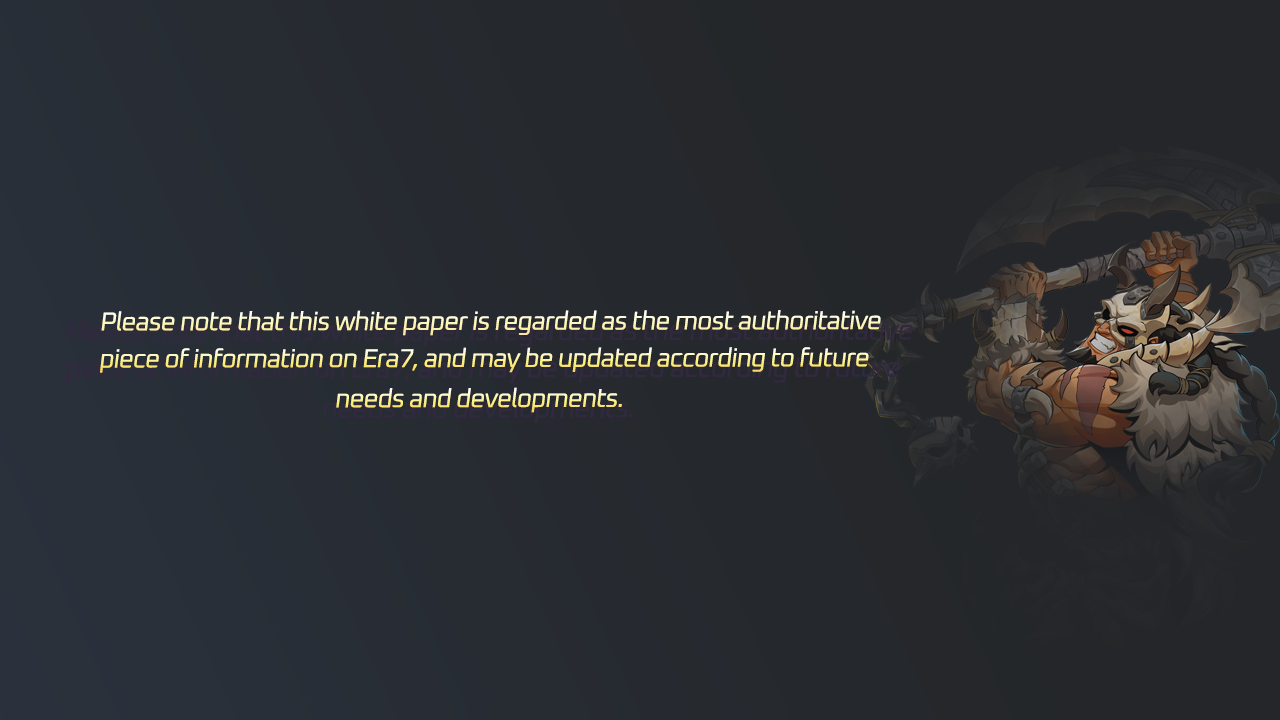 Please note that this white paper is regarded as the most authoritative
piece of information on Era7, and may be updated according to future
needs and developments.